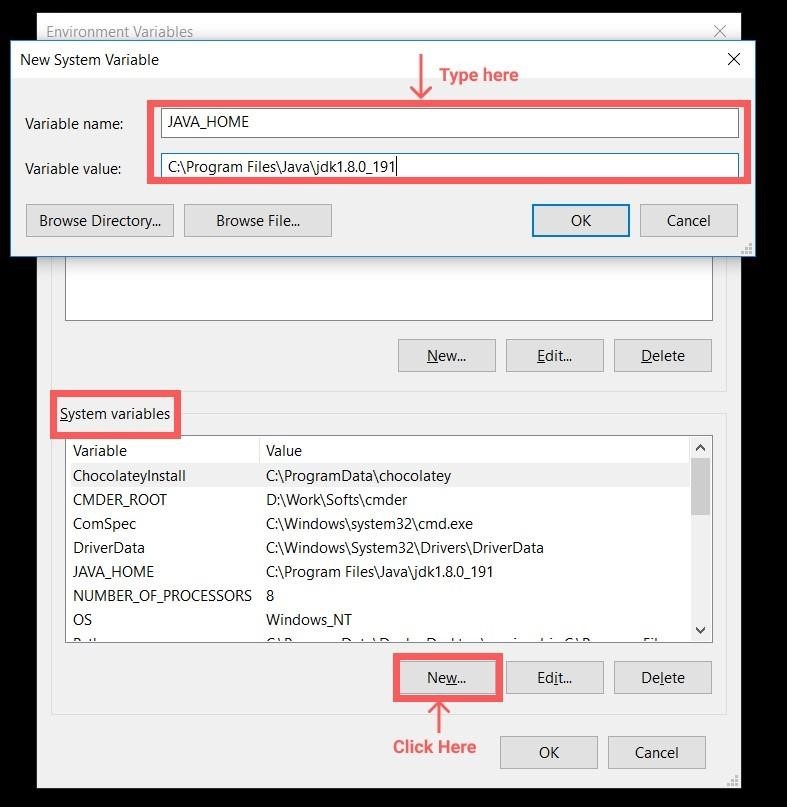 Environment Variables
New System Variable
Type here
Variable name:
JAVA_HOME
Variable value:
C:\Program Files\Java\jdk1.8.0_191
Browse Directory...
Browse File...
OK
Cancel
New...
Edit...
Delete
System variables
Variable Value
ChocolateyInstall C:\ProgramData\chocolatey
CMDER_ROOT D:\Work\Softs\cmder
ComSpec C:\Windows\system32\cmd.exe
DriverData C:\Windows\System32\Drivers\DriverData
JAVA_HOME C:\Program Files\Java\jdk1.8.0_191
NUMBER_OF_PROCESSORS 8
OS Windows_NT
New...
Edit...
Delete
Click Here
OK
Cancel